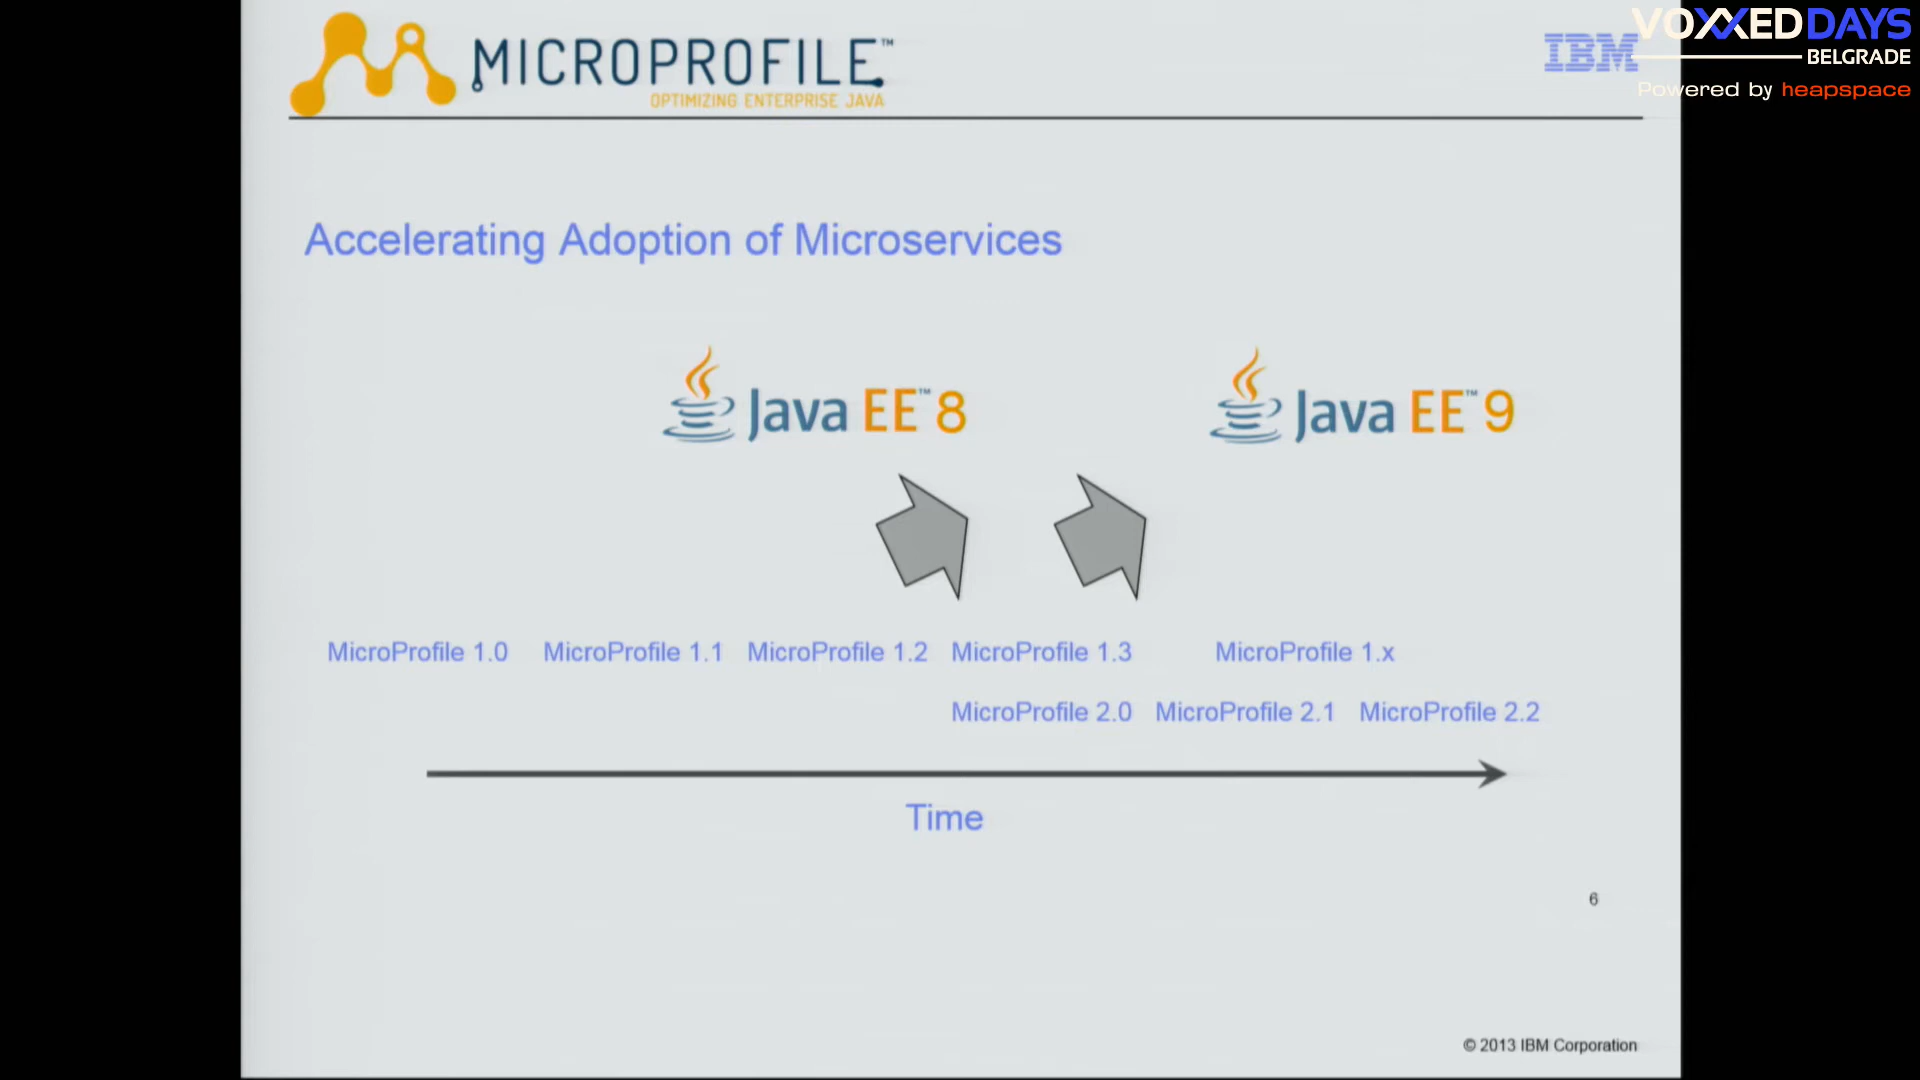 MICROPROFILE™
OPTIMIZING ENTERPRISE JAVA
IBM
VOXXED DAYS
BELGRADE
Powered by heapspace
Accelerating Adoption of Microservices
Java EE™ 8
Java EE™ 9
MicroProfile 1.0 MicroProfile 1.1 MicroProfile 1.2 MicroProfile 1.3 MicroProfile 1.x
MicroProfile 2.0 MicroProfile 2.1 MicroProfile 2.2
Time
6
© 2013 IBM Corporation